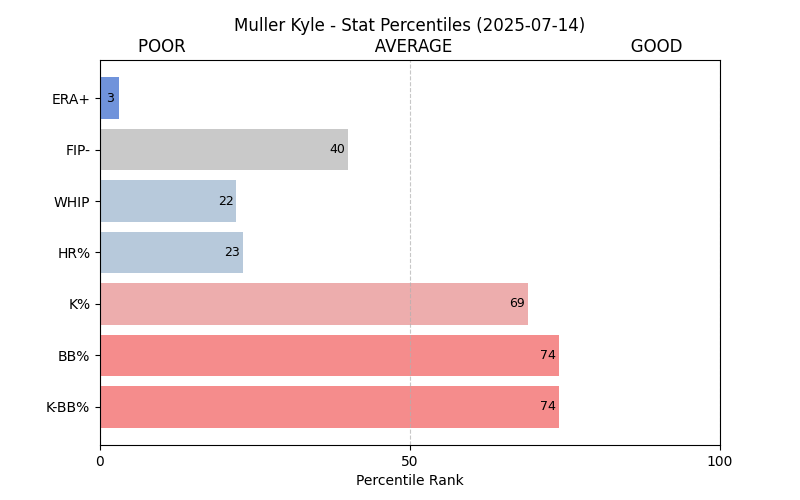 Muller Kyle - Stat Percentiles (2025-07-14)
POOR AVERAGE GOOD
ERA+ 3
FIP- 40
WHIP 22
HR% 23
K% 69
BB% 74
K-BB% 74
0 50 100
Percentile Rank